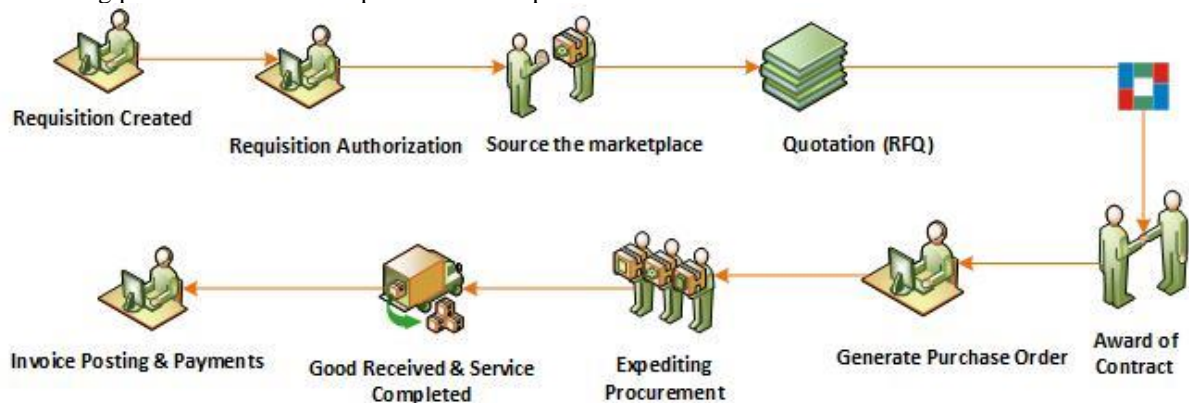 Requisition Created
Requisition Authorization
Source the marketplace
Quotation (RFQ)
Invoice Posting & Payments
Good Received & Service
Completed
Expediting
Procurement
Generate Purchase Order
Award of
Contract